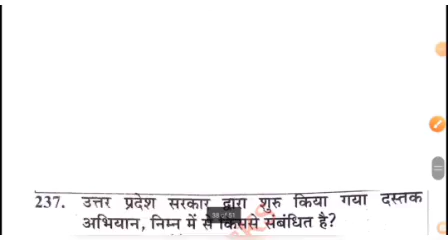 237. उत्तर प्रदेश सरकार द्वारा शुरु किया गया दस्तक
अभियान, निम्न में से किससे संबंधित है?